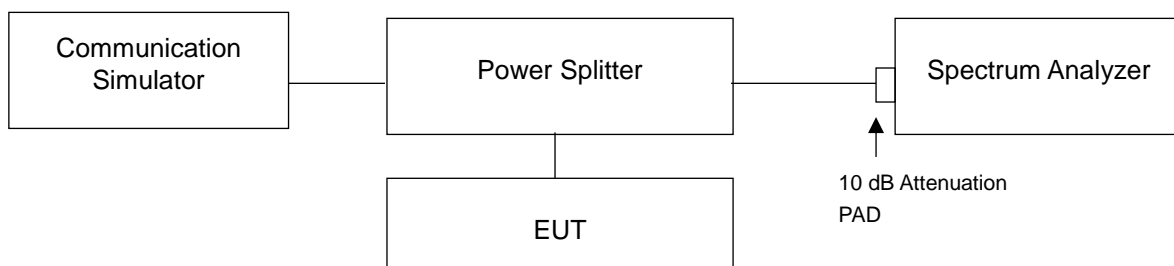 Communication
Simulator
Power Splitter
Spectrum Analyzer
10 dB Attenuation
PAD
EUT